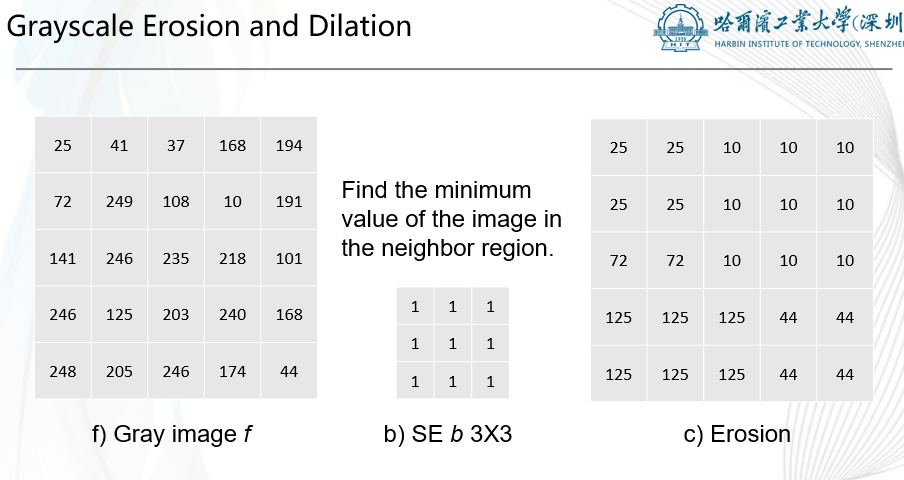 Grayscale Erosion and Dilation
哈爾濱工業大學(深圳
HARBIN INSTITUTE OF TECHNOLOGY, SHENZHE
1920
HIT
25 41 37 168 194
72 249 108 10 191
141 246 235 218 101
246 125 203 240 168
248 205 246 174 44
f) Gray image f
Find the minimum
value of the image in
the neighbor region.
1 1 1
1 1 1
1 1 1
b) SE b 3X3
25 25 10 10 10
25 25 10 10 10
72 72 10 10 10
125 125 125 44 44
125 125 125 44 44
c) Erosion